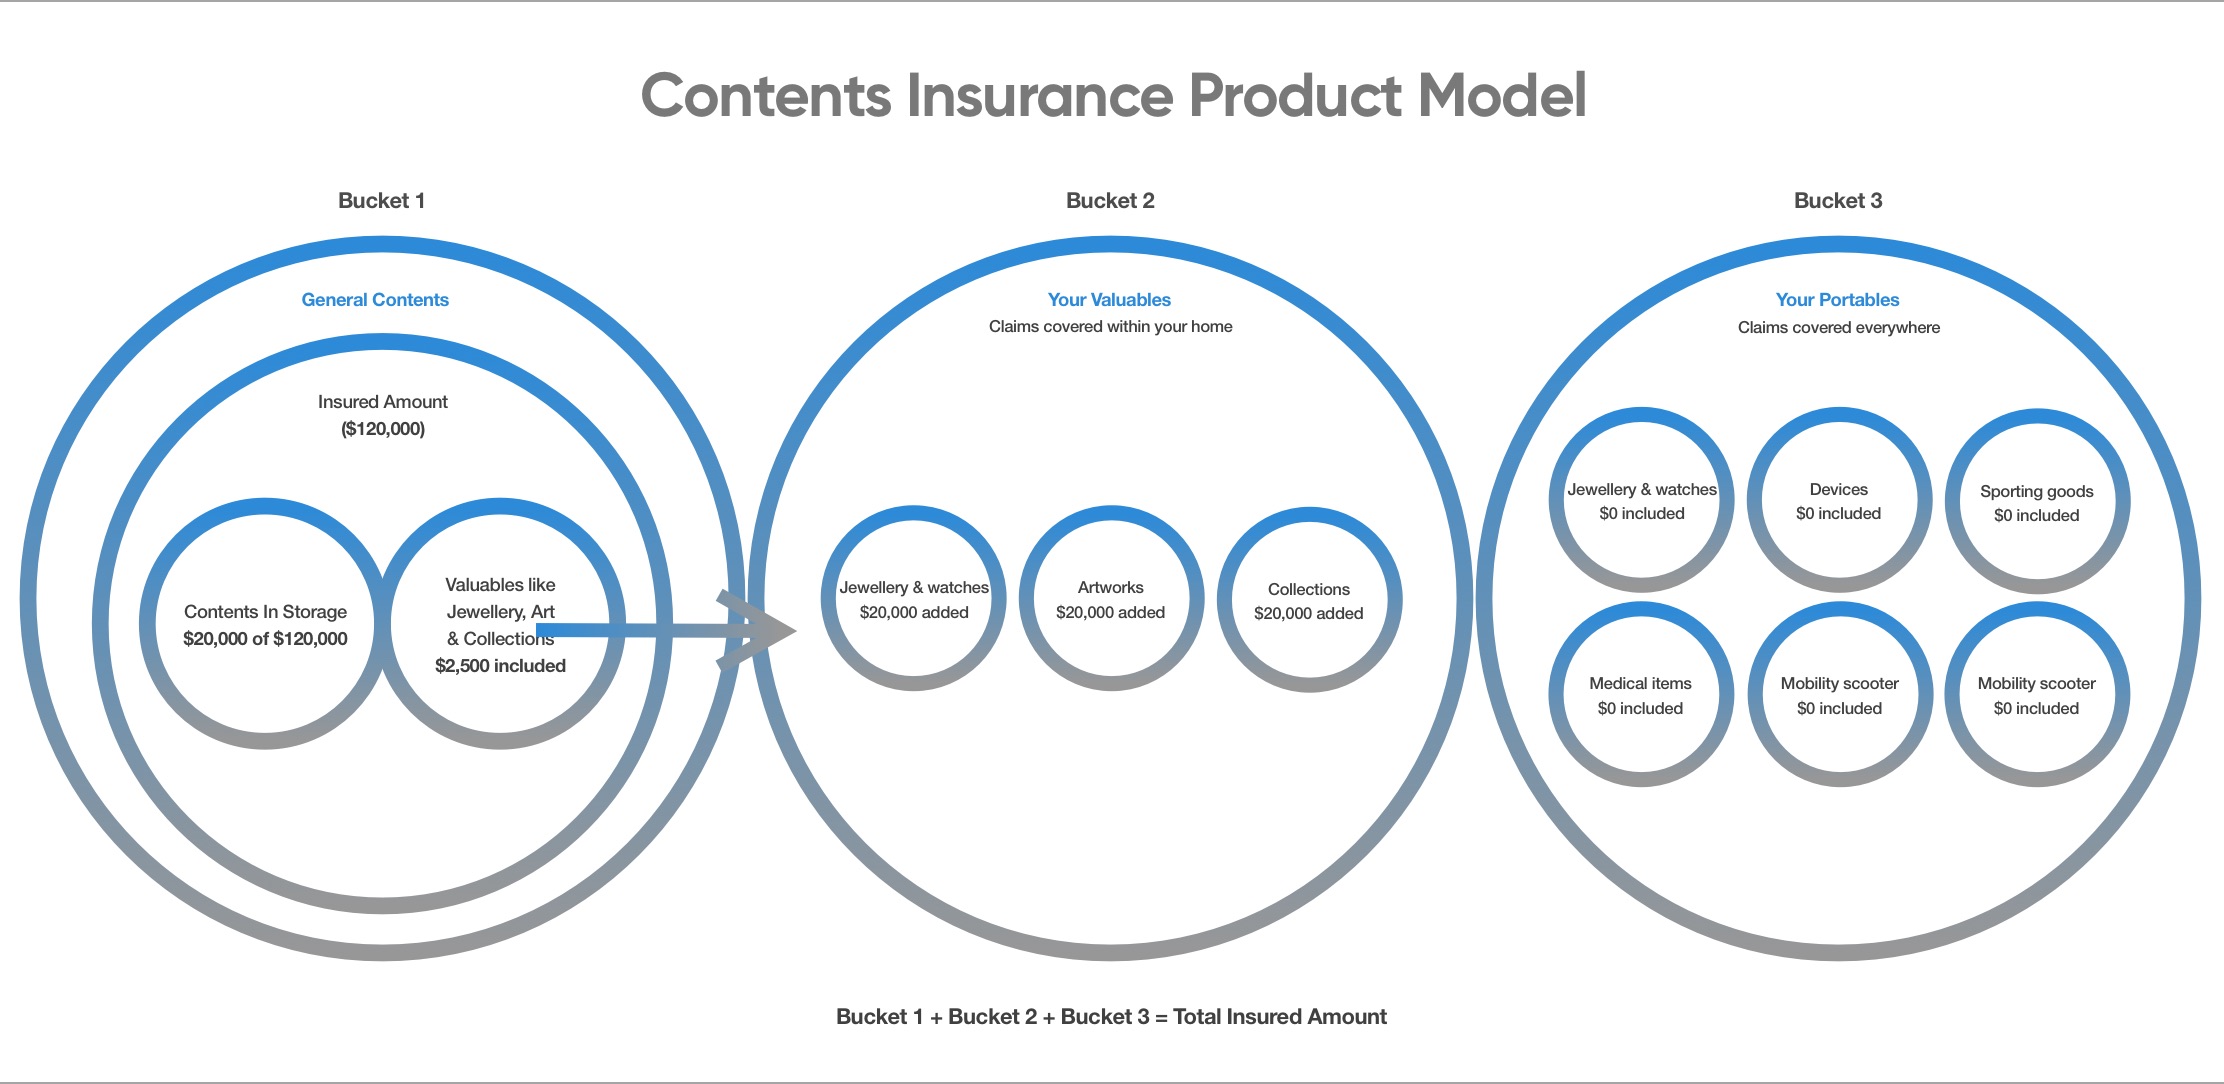 Contents Insurance Product Model
Bucket 1
General Contents
Insured Amount
($120,000)
Contents In Storage
$20,000 of $120,000
Valuables like
Jewellery, Art
& Collections
$2,500 included
Bucket 2
Your Valuables
Claims covered within your home
Jewellery & watches
$20,000 added
Artworks
$20,000 added
Collections
$20,000 added
Bucket 3
Your Portables
Claims covered everywhere
Jewellery & watches
$0 included
Devices
$0 included
Sporting goods
$0 included
Medical items
$0 included
Mobility scooter
$0 included
Mobility scooter
$0 included
Bucket 1 + Bucket 2 + Bucket 3 = Total Insured Amount